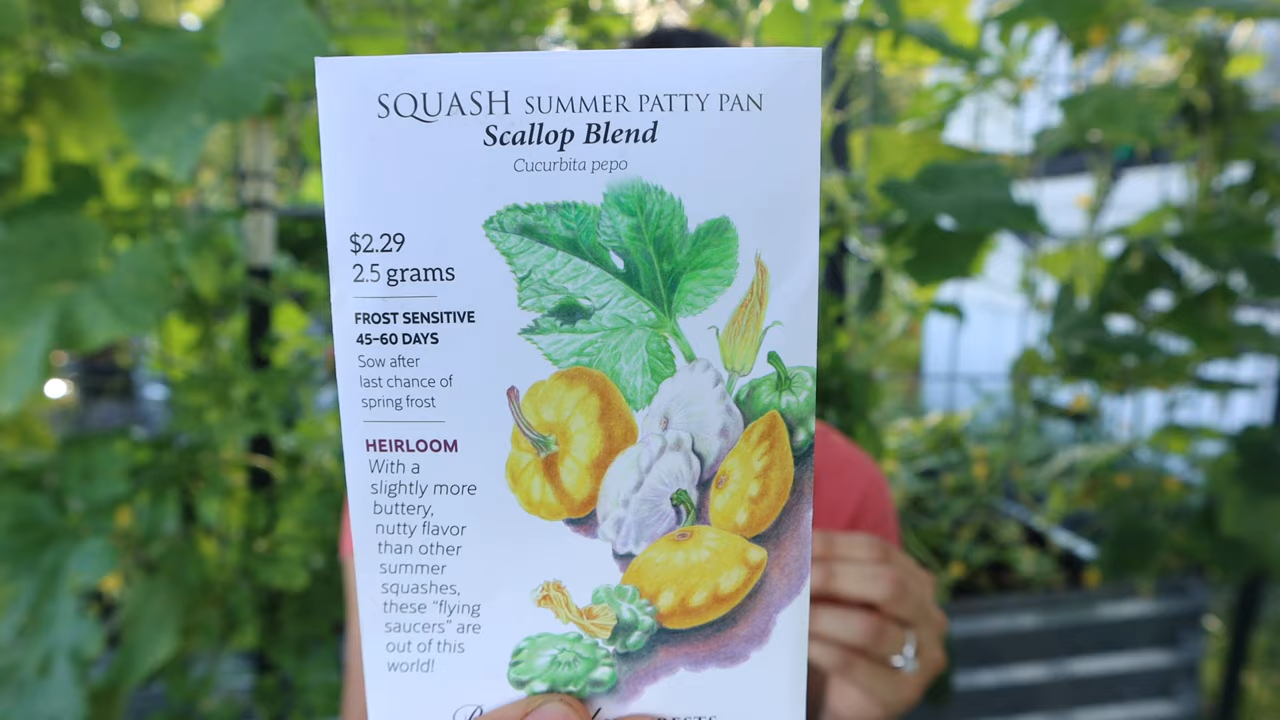 SQUASH SUMMER PATTY PAN
Scallop Blend
Cucurbita pepo
$2.29
2.5 grams
FROST SENSITIVE
45–60 DAYS
Sow after
last chance of
spring frost
HEIRLOOM
With a
slightly more
buttery,
nutty flavor
than other
summer
squashes,
these “flying
saucers” are
out of this
world!